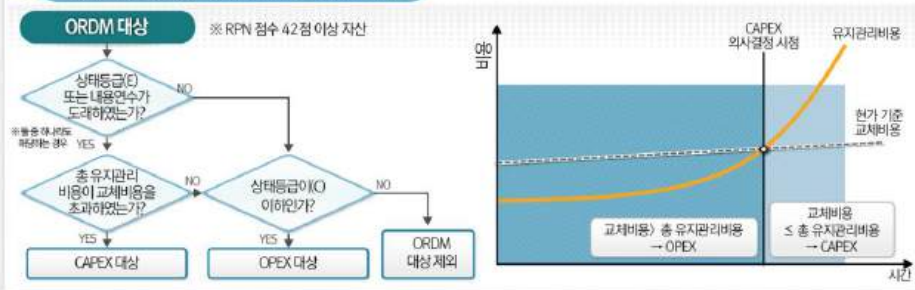 ORDM 대상
※ RPN 점수 42점 이상 자산
상태등급(E)
또는 내용연수가
도래하였는가?
NO
※ 둘 중 하나라도
해당하는 경우
YES
총 유지관리
비용이 교체비용을
초과하였는가?
NO
상태등급이(C)
이하인가?
NO
YES
YES
CAPEX 대상
OPEX 대상
ORDM
대상 제외
비용
CAPEX
의사결정 시점
유지관리비용
현가 기준
교체비용
교체비용〉 총 유지관리비용
→ OPEX
교체비용
≤ 총 유지관리비용
→ CAPEX
시간